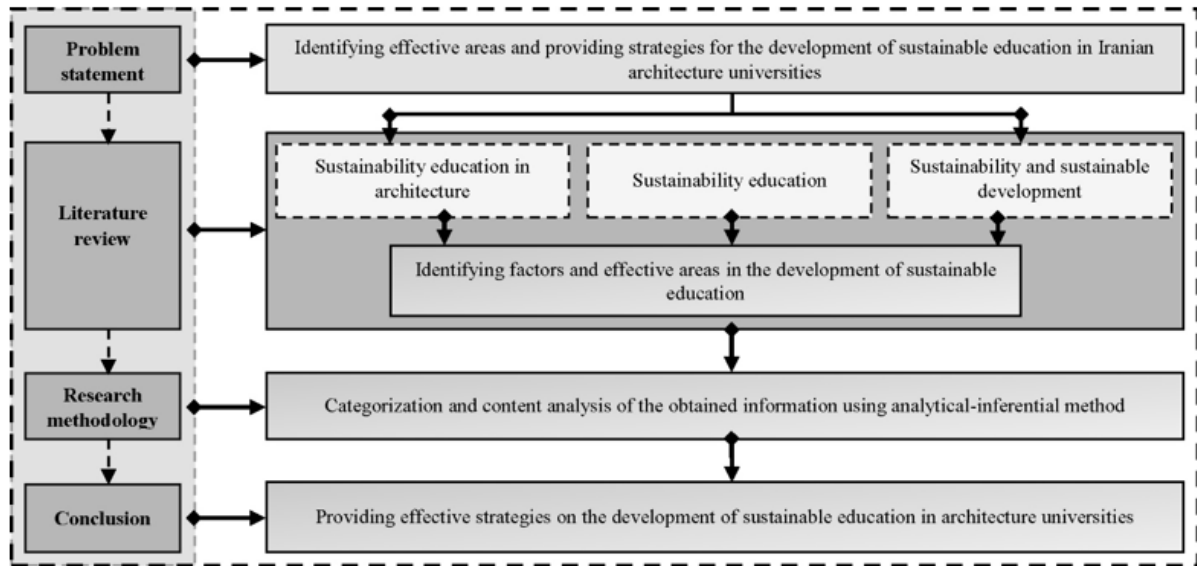 Problem
statement
Identifying effective areas and providing strategies for the development of sustainable education in Iranian
architecture universities
Literature
review
Sustainability education in
architecture
Sustainability education
Sustainability and sustainable
development
Identifying factors and effective areas in the development of sustainable
education
Research
methodology
Categorization and content analysis of the obtained information using analytical-inferential method
Conclusion
Providing effective strategies on the development of sustainable education in architecture universities